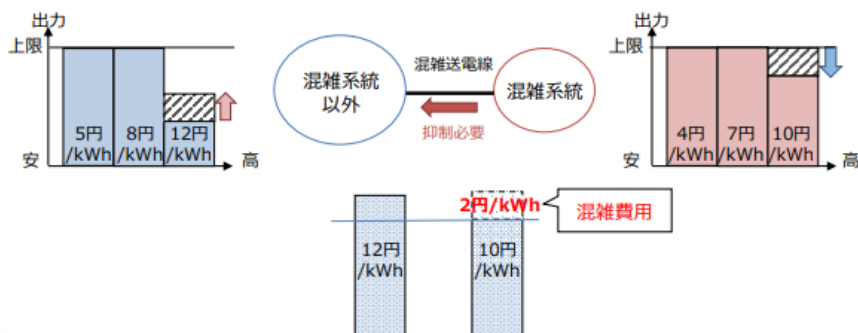 出力
上限
5円
/kWh
8円
/kWh
12円
/kWh
安
高
混雑系統
以外
混雑送電線
抑制必要
混雑系統
出力
上限
4円
/kWh
7円
/kWh
10円
/kWh
安
高
12円
/kWh
2円/kWh
10円
/kWh
混雑費用